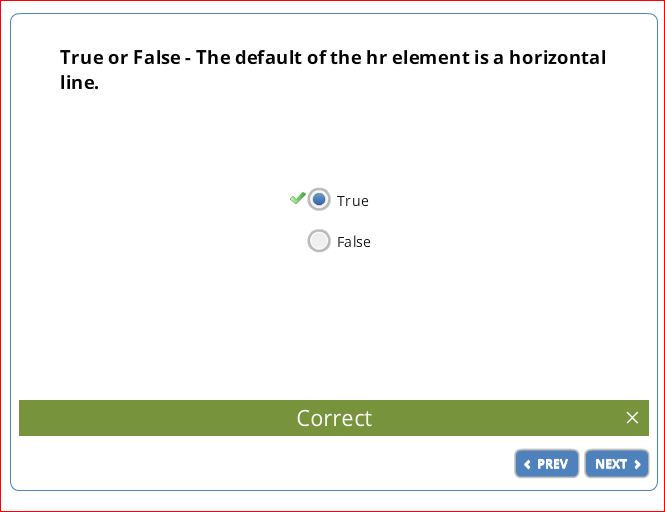 True or False - The default of the hr element is a horizontal
line.
True
False
Correct
PREV
NEXT